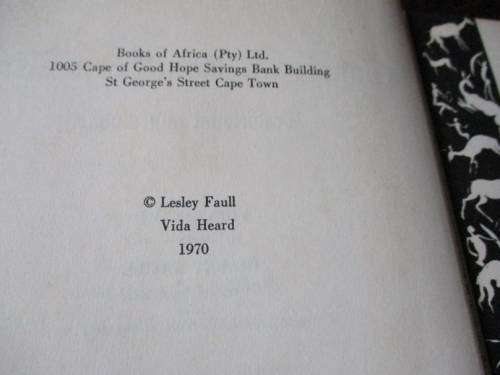 Books of Africa (Pty) Ltd.
1005 Cape of Good Hope Savings Bank Building
St George's Street Cape Town
© Lesley Faull
Vida Heard
1970